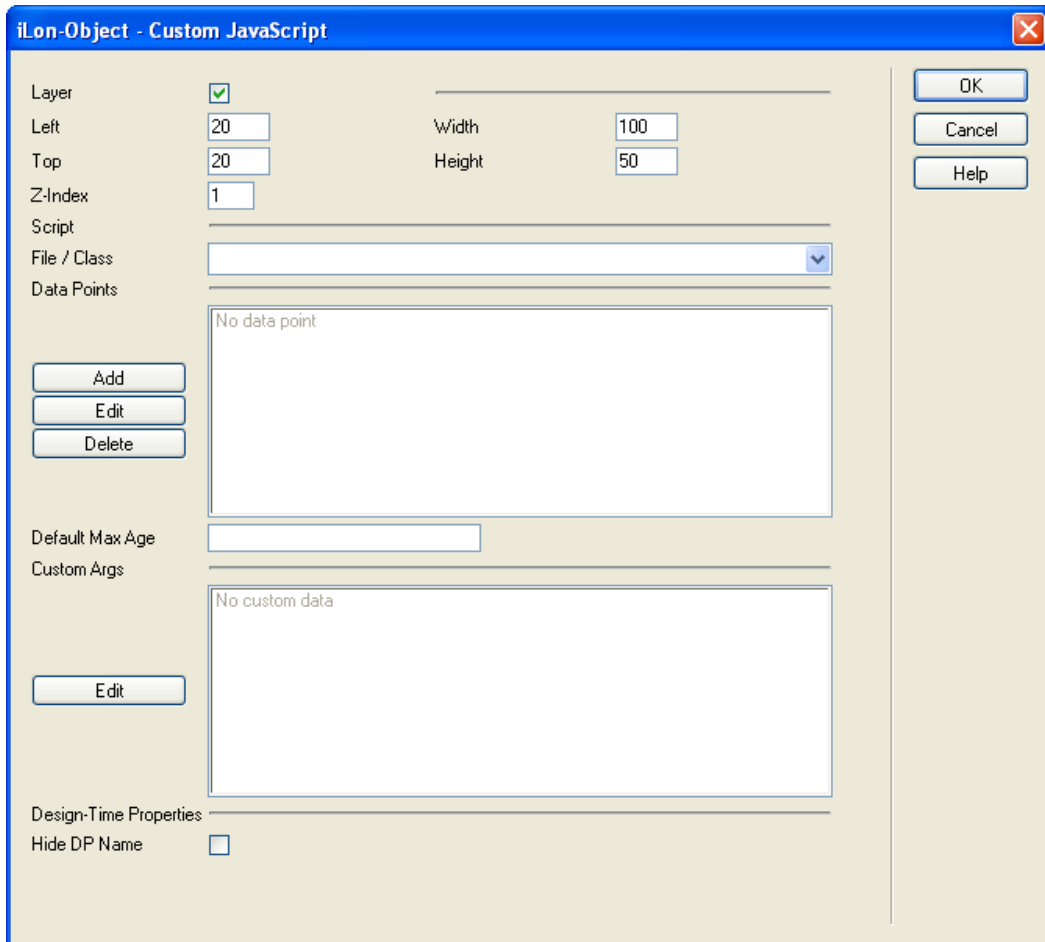 iLon-Object - Custom JavaScript
Layer
OK
Left 20 Width 100
Cancel
Top 20 Height 50
Help
Z-Index 1
Script
File / Class
Data Points
No data point
Add
Edit
Delete
Default Max Age
Custom Args
No custom data
Edit
Design-Time Properties
Hide DP Name